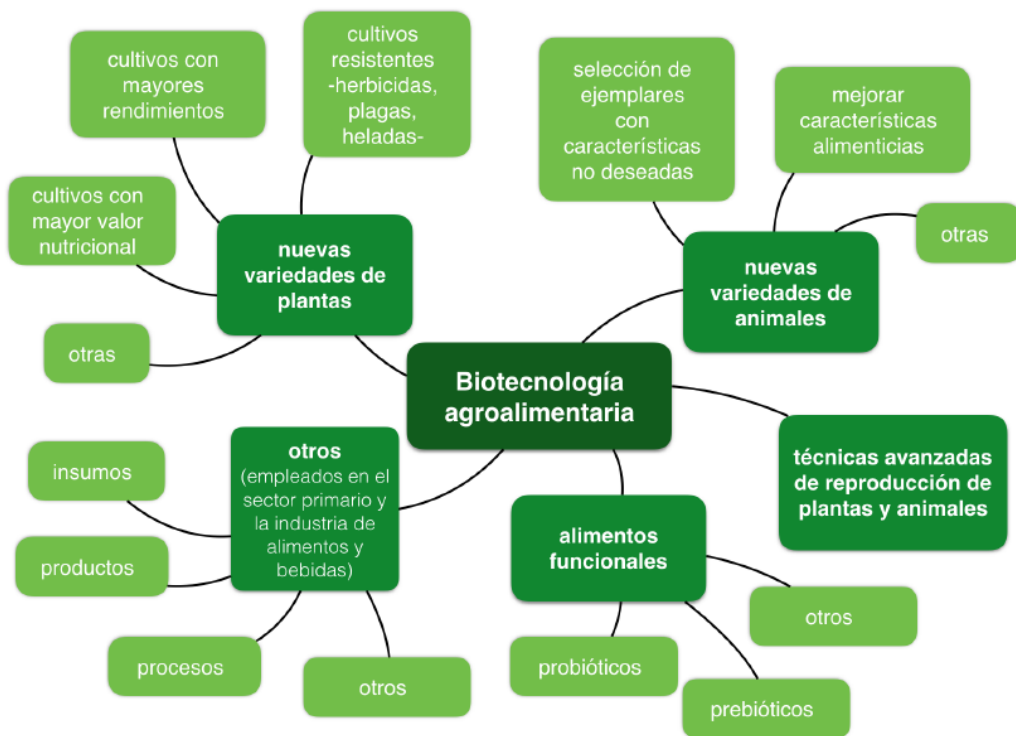 cultivos con
mayores
rendimientos
cultivos
resistentes
-herbicidas,
plagas,
heladas-
cultivos con
mayor valor
nutricional
nuevas
variedades de
plantas
otras
selección de
ejemplares
con
características
no deseadas
mejorar
características
alimenticias
otras
nuevas
variedades de
animales
Biotecnología
agroalimentaria
otros
(empleados en el
sector primario y
la industria de
alimentos y
bebidas)
insumos
productos
procesos
otros
alimentos
funcionales
probióticos
prebióticos
otros
técnicas avanzadas
de reproducción de
plantas y animales